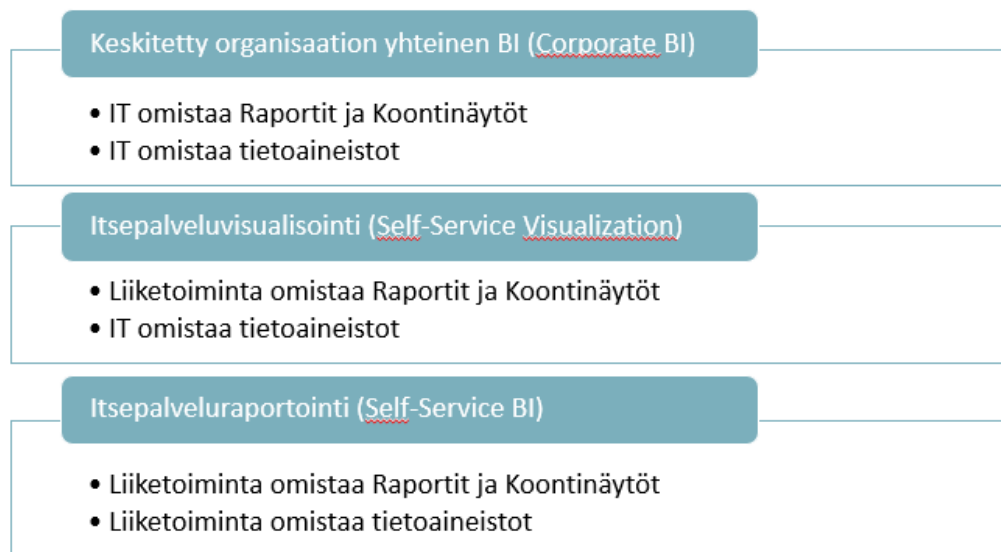 Keskitetty organisaation yhteinen BI (Corporate BI)
• IT omistaa Raportit ja Koontinäytöt
• IT omistaa tietoaineistot
Itsepalveluvisualisointi (Self-Service Visualization)
• Liiketoiminta omistaa Raportit ja Koontinäytöt
• IT omistaa tietoaineistot
Itsepalveluraportointi (Self-Service BI)
• Liiketoiminta omistaa Raportit ja Koontinäytöt
• Liiketoiminta omistaa tietoaineistot